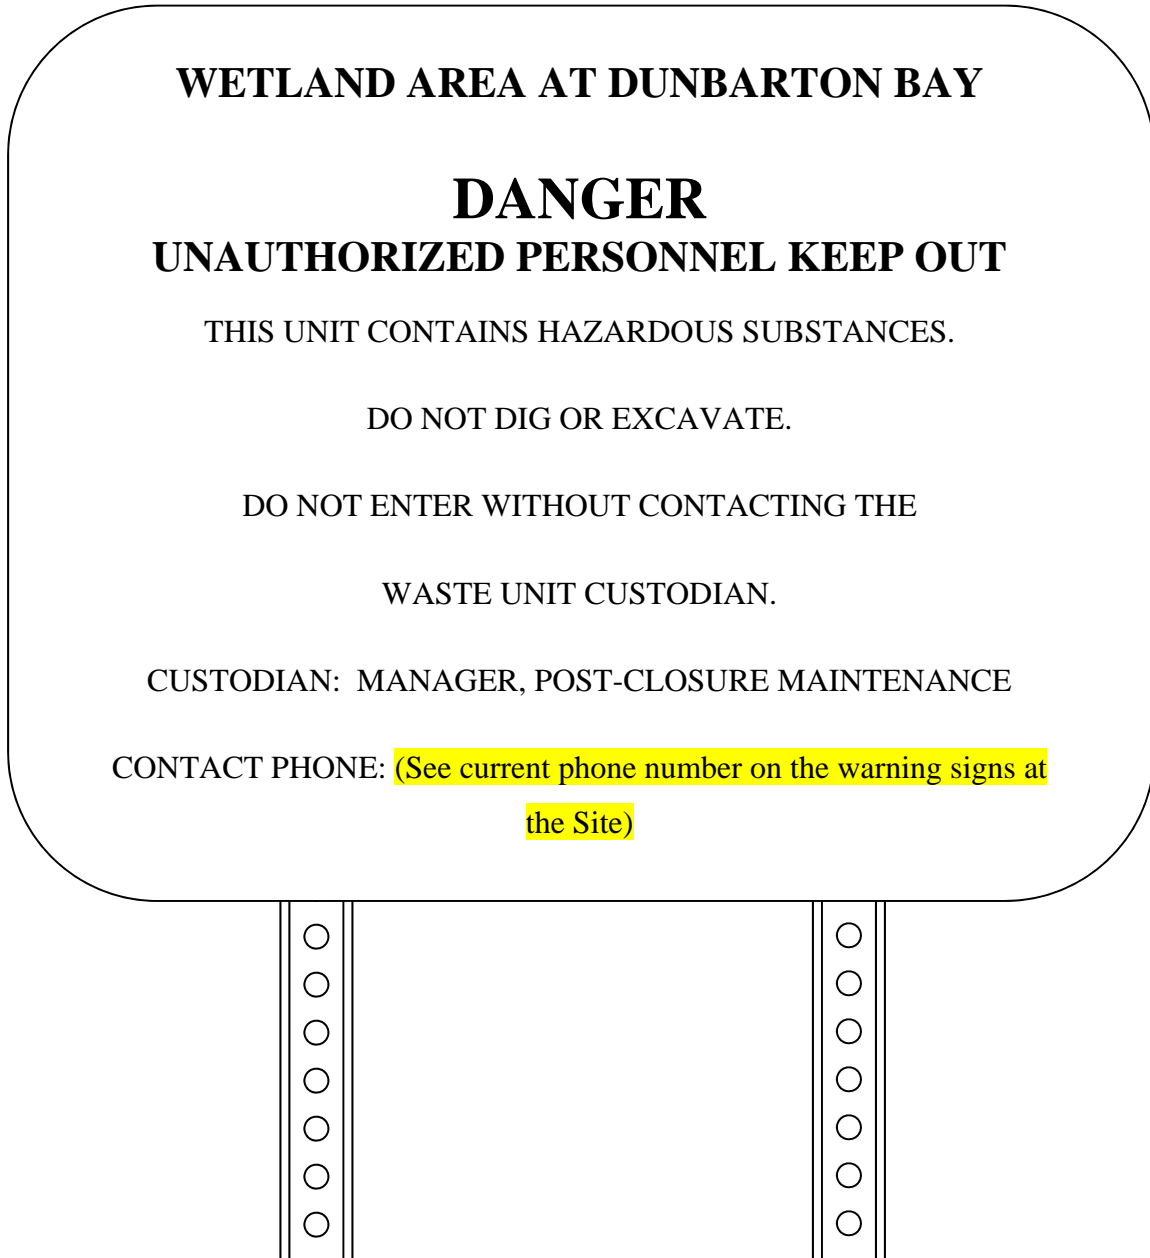 WETLAND AREA AT DUNBARTON BAY
DANGER
UNAUTHORIZED PERSONNEL KEEP OUT
THIS UNIT CONTAINS HAZARDOUS SUBSTANCES.
DO NOT DIG OR EXCAVATE.
DO NOT ENTER WITHOUT CONTACTING THE
WASTE UNIT CUSTODIAN.
CUSTODIAN:  MANAGER, POST-CLOSURE MAINTENANCE
CONTACT PHONE: (See current phone number on the warning signs at
the Site)